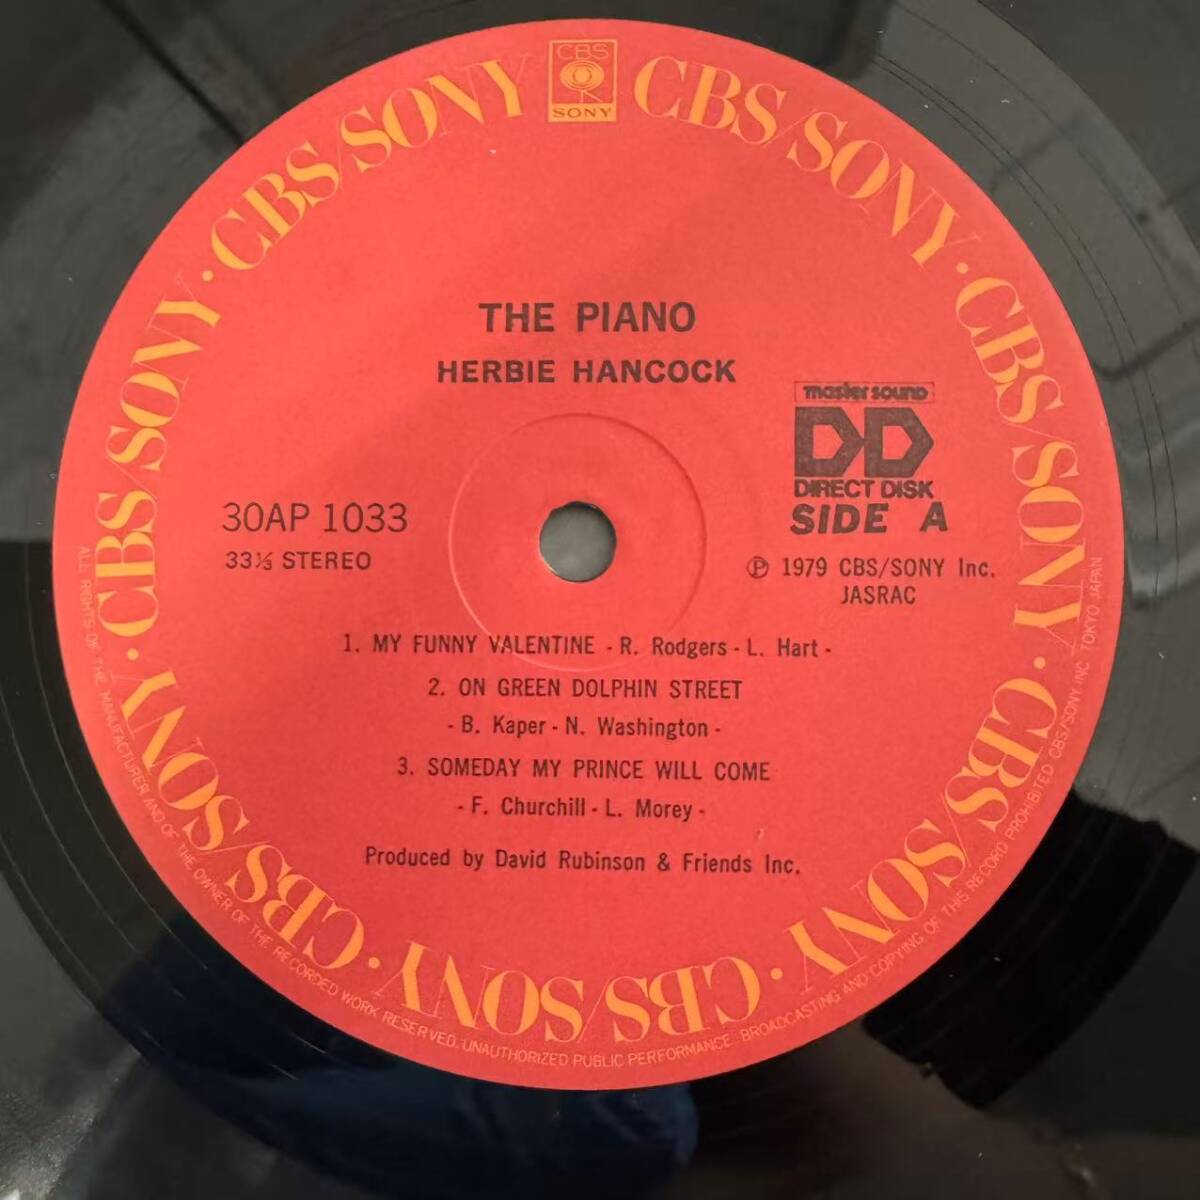 CBS
SONY
CBS/SONY · CBS/SONY · CBS/SONY · CBS/SONY · CBS/SONY · CBS/SONY · CBS/SONY · CBS/SONY
THE PIANO
HERBIE HANCOCK
master sound
DD
DIRECT DISK
SIDE A
30AP 1033
33⅓ STEREO
Ⓟ 1979 CBS/SONY Inc.
JASRAC
1. MY FUNNY VALENTINE - R. Rodgers - L. Hart -
2. ON GREEN DOLPHIN STREET
- B. Kaper - N. Washington -
3. SOMEDAY MY PRINCE WILL COME
- F. Churchill - L. Morey -
Produced by David Rubinson & Friends Inc.
ALL RIGHTS OF THE MANUFACTURER AND OF THE OWNER OF THE RECORDED WORK RESERVED. UNAUTHORIZED PUBLIC PERFORMANCE. BROADCASTING AND COPYING OF THIS RECORD PROHIBITED CBS/SONY INC TOKYO JAPAN